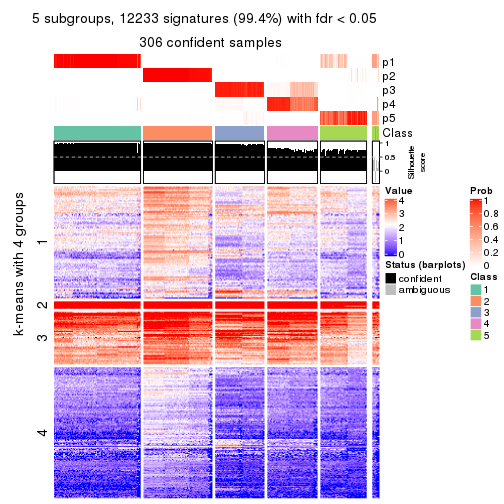 5 subgroups, 12233 signatures (99.4%) with fdr < 0.05
306 confident samples
p1
p2
p3
p4
p5
Class
1
0.5
0
Silhouette
score
k-means with 4 groups
1
2
3
4
Value
4
3
2
1
0
Status (barplots)
confident
ambiguous
Prob
1
0.8
0.6
0.4
0.2
0
Class
1
2
3
4
5